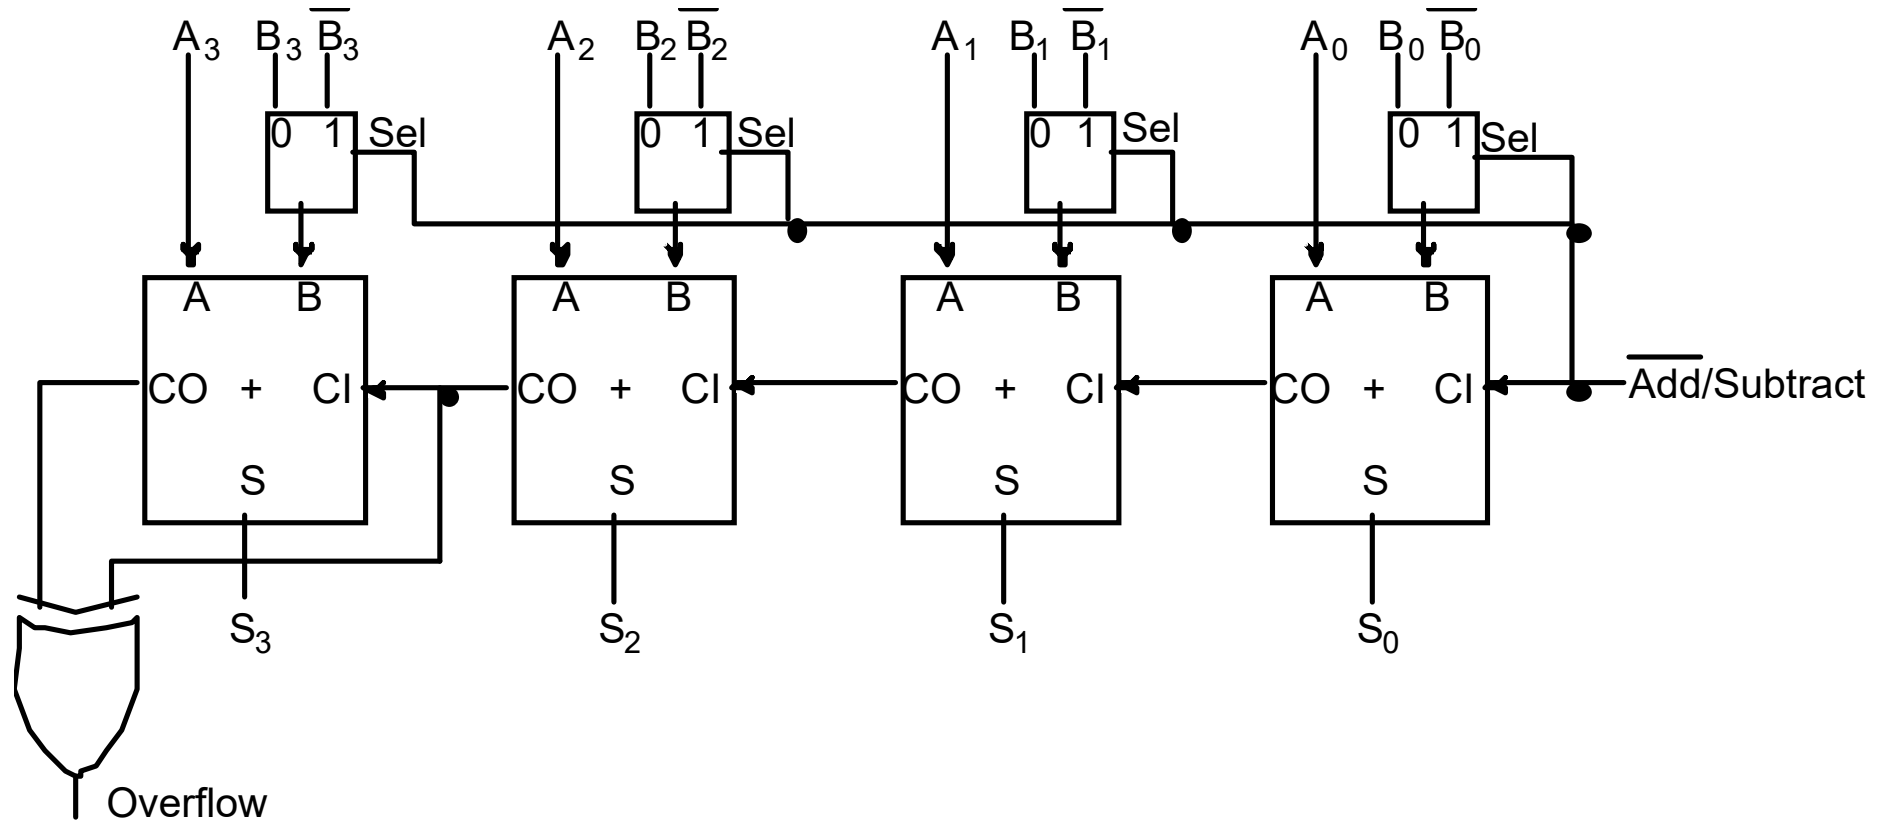 A3 B3 B̅3 A2 B2 B̅2 A1 B1 B̅1 A0 B0 B̅0
0 1 Sel 0 1 Sel 0 1 Sel 0 1 Sel
A B A B A B A B
CO + CI CO + CI CO + CI CO + CI A̅d̅d̅/Subtract
S S S S
S3 S2 S1 S0
Overflow